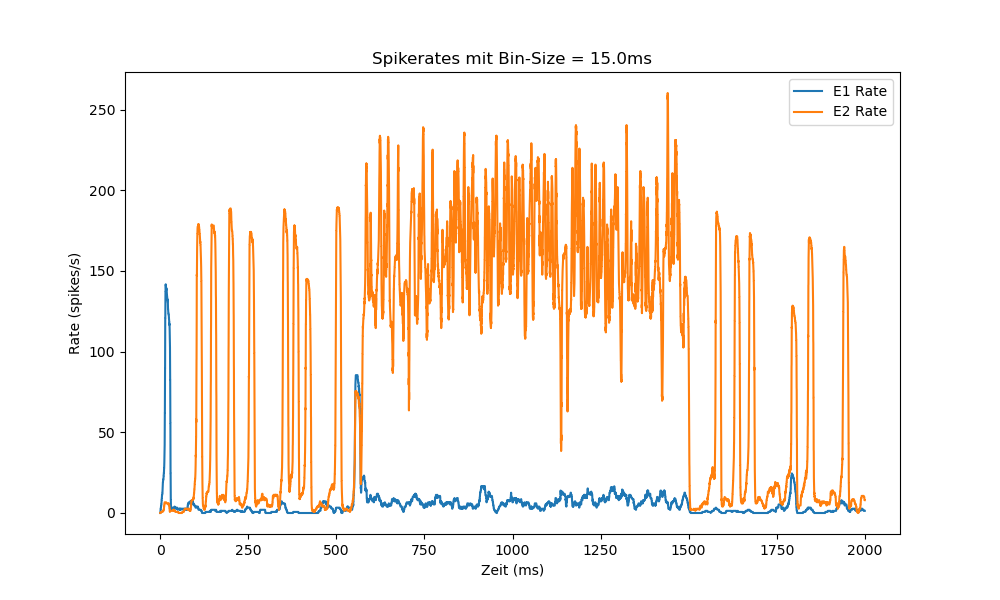 Spikerates mit Bin-Size = 15.0ms
E1 Rate
E2 Rate
Rate (spikes/s)
250
200
150
100
50
0
0 250 500 750 1000 1250 1500 1750 2000
Zeit (ms)